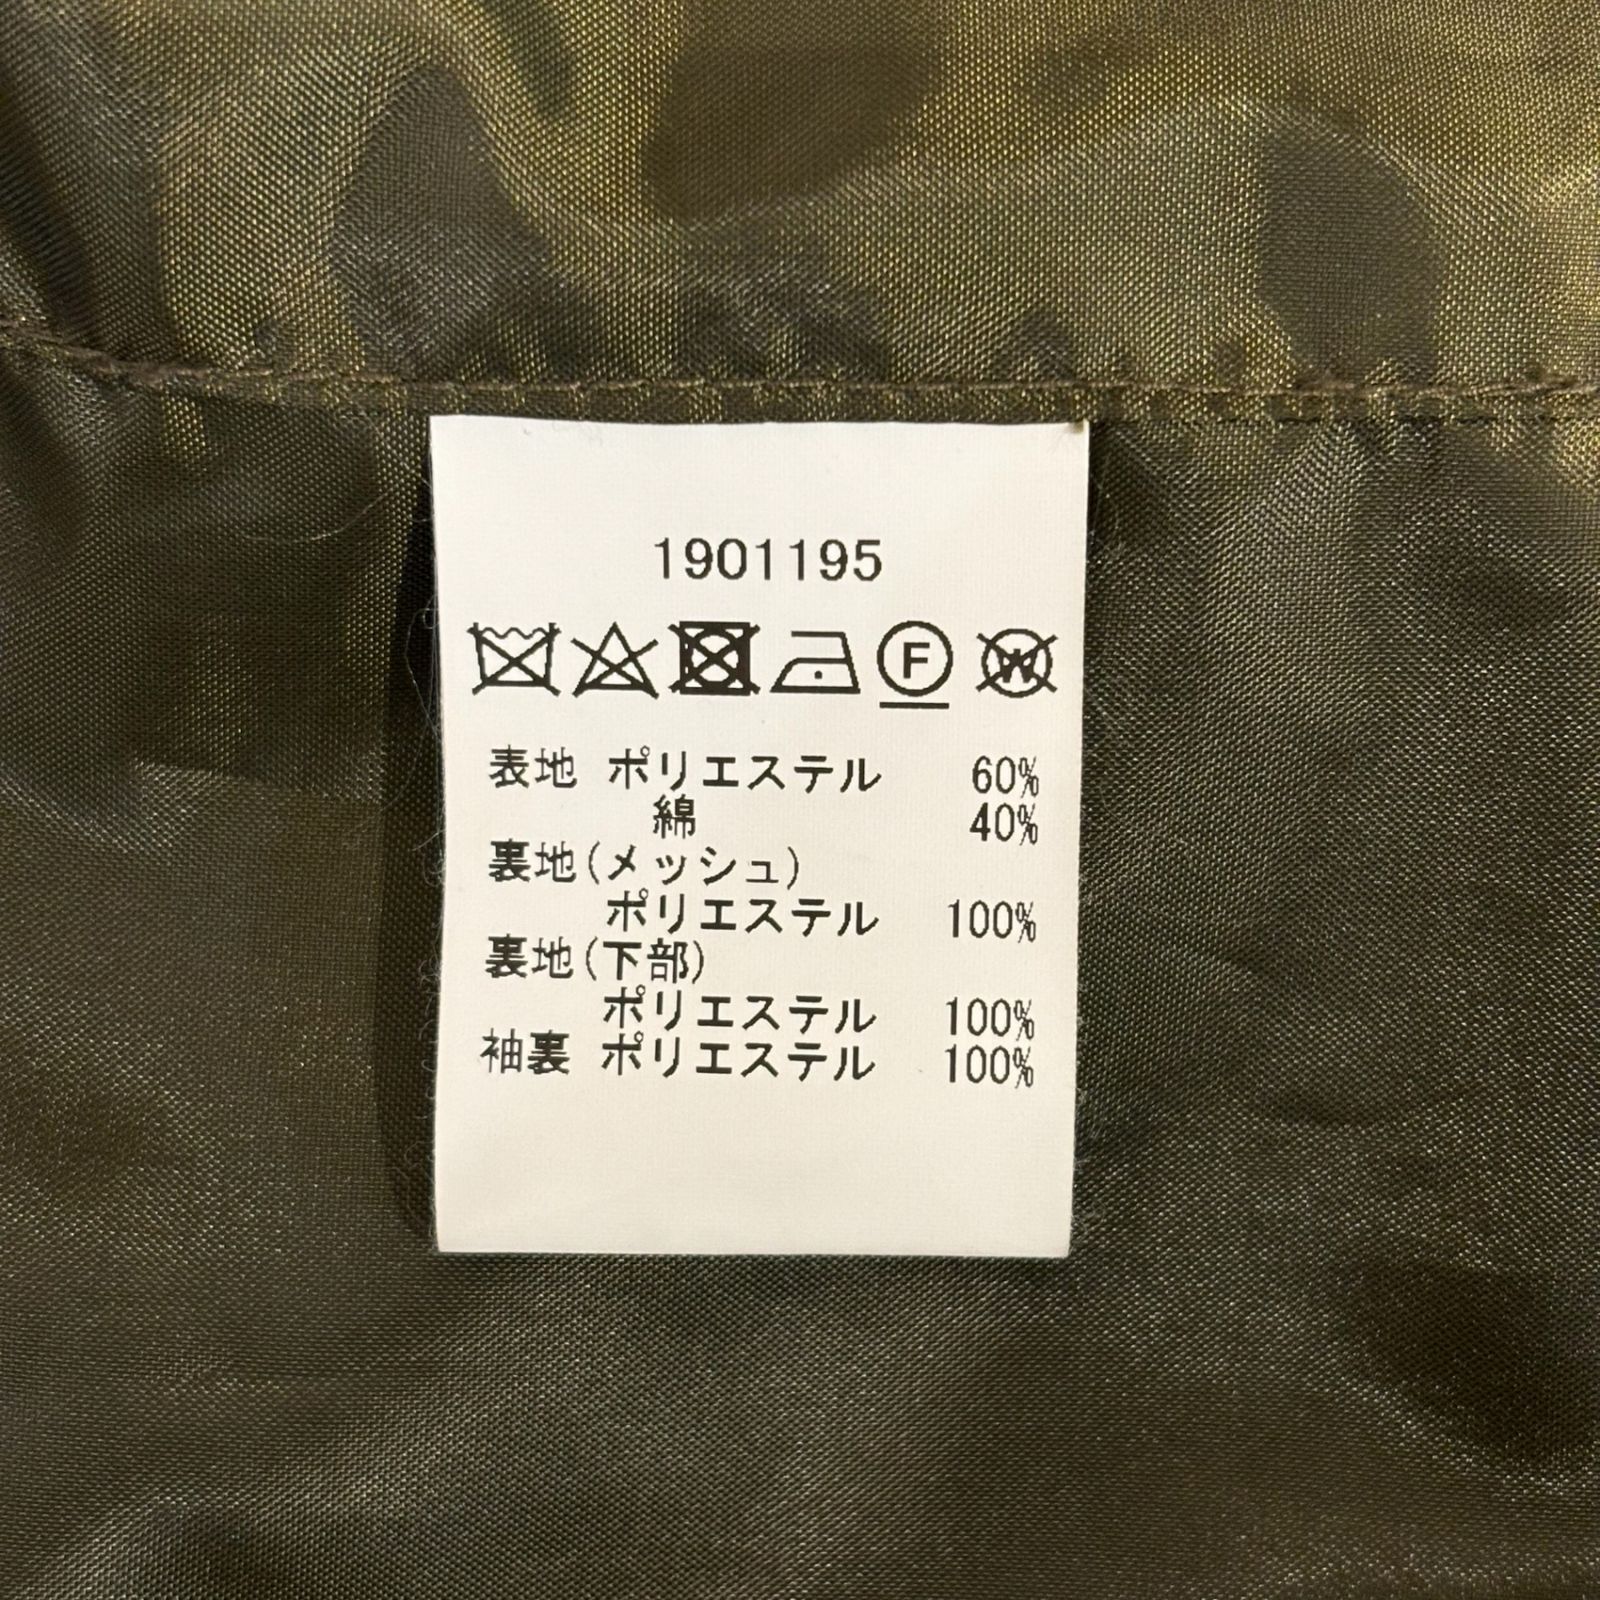 1901195
F W
表地 ポリエステル 60%
綿 40%
裏地(メッシュ)
ポリエステル 100%
裏地(下部)
ポリエステル 100%
袖裏 ポリエステル 100%